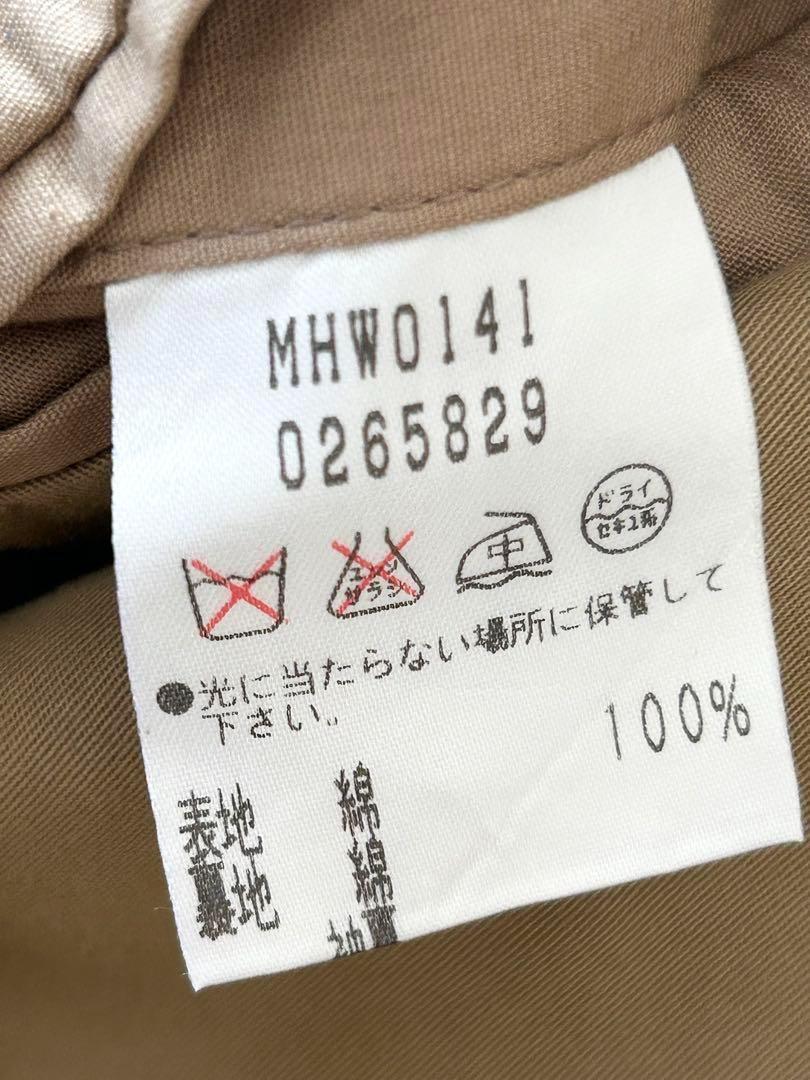 MHW0141
0265829
エンソ
サラシ
中
ドライ
セキユ系
●光に当たらない場所に保管して
下さい。
100%
表地 綿
裏地 綿